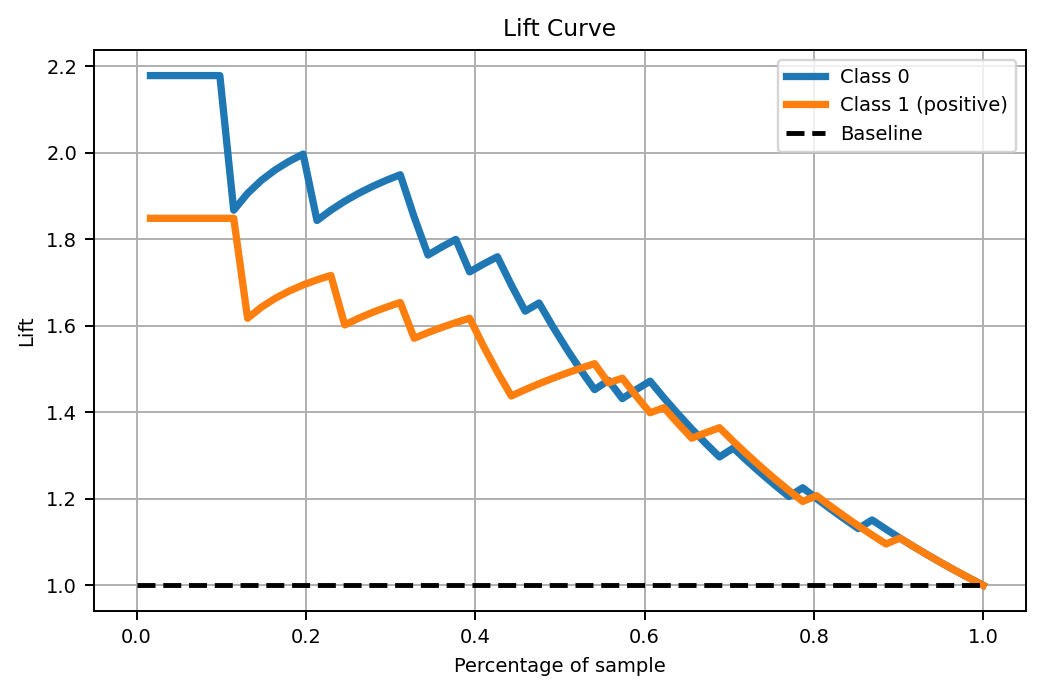 Lift Curve
Lift
2.2
2.0
1.8
1.6
1.4
1.2
1.0
0.0
0.2
0.4
0.6
0.8
1.0
Percentage of sample
Class 0
Class 1 (positive)
Baseline